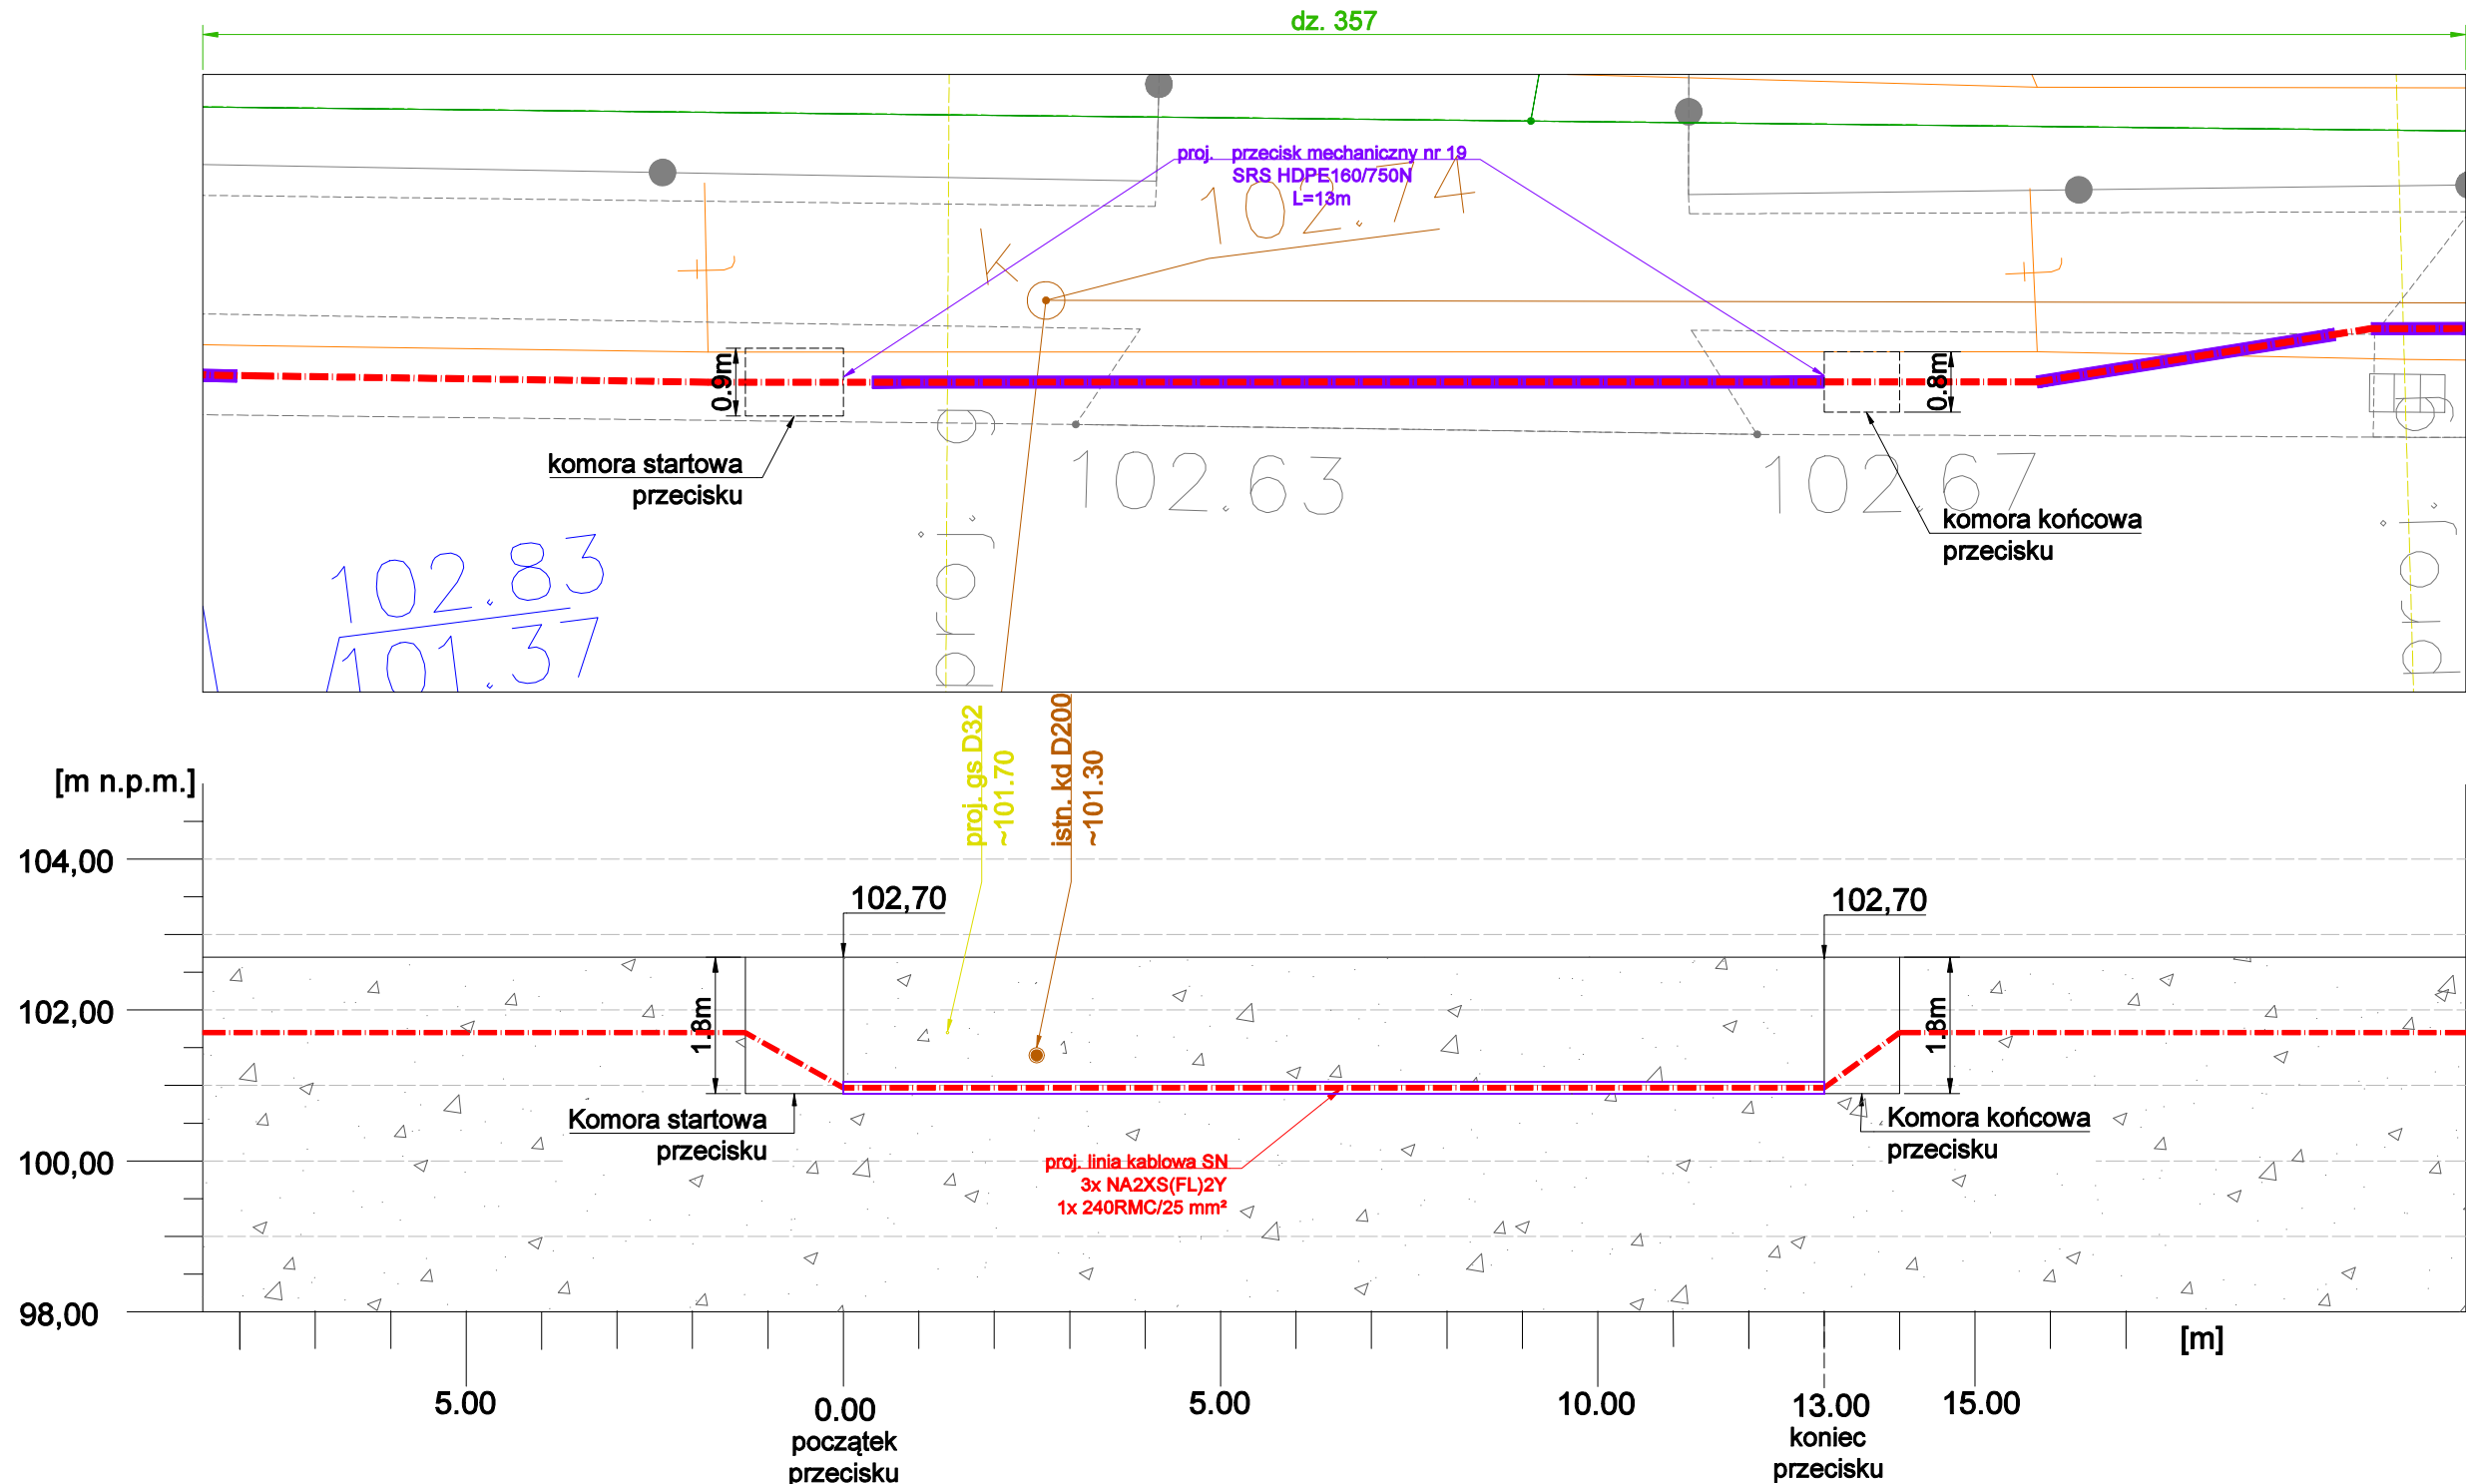 dz. 357
proj. przecisk mechaniczny nr 19
SRS HDPE160/750N
L=13m
102.74
k
t
t
0.9m
0.8m
komora startowa
przecisku
102.63
102.67
komora końcowa
przecisku
proj. g
proj. g
102.83
101.37
proj. gs D32
~101.70
istn. kd D200
~101.30
[m n.p.m.]
104,00
102,00
100,00
98,00
102,70
102,70
1.8m
1.8m
Komora startowa
przecisku
Komora końcowa
przecisku
proj. linia kablowa SN
3x NA2XS(FL)2Y
1x 240RMC/25 mm²
[m]
5.00
0.00
5.00
10.00
13.00
15.00
początek
przecisku
koniec
przecisku